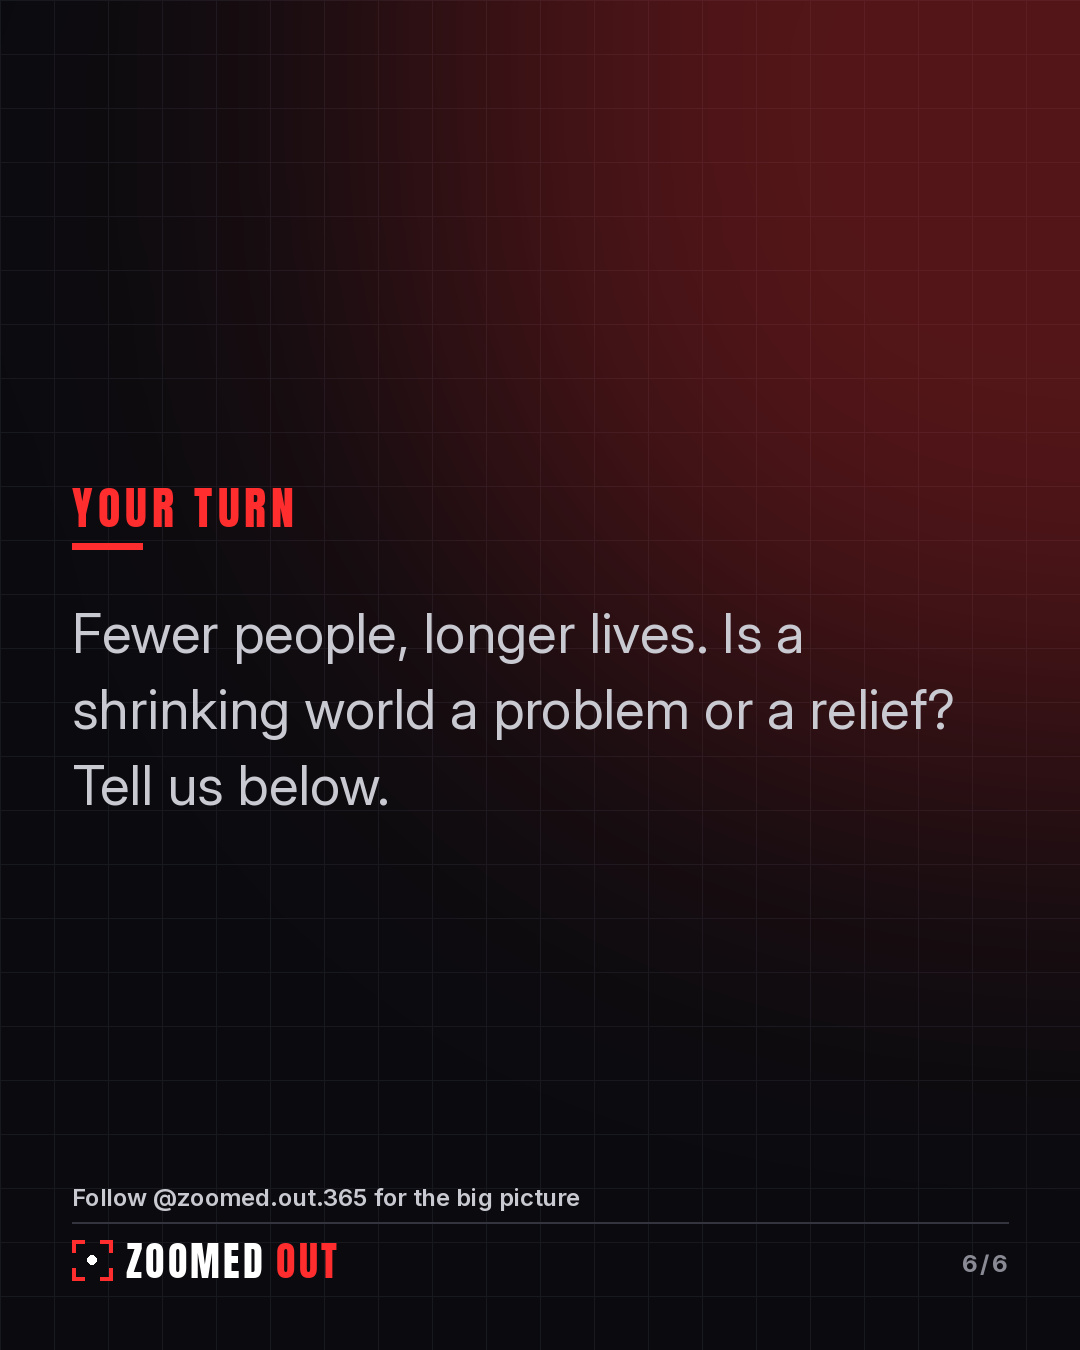 YOUR TURN
Fewer people, longer lives. Is a
shrinking world a problem or a relief?
Tell us below.
Follow @zoomed.out.365 for the big picture
ZOOMED OUT
6/6